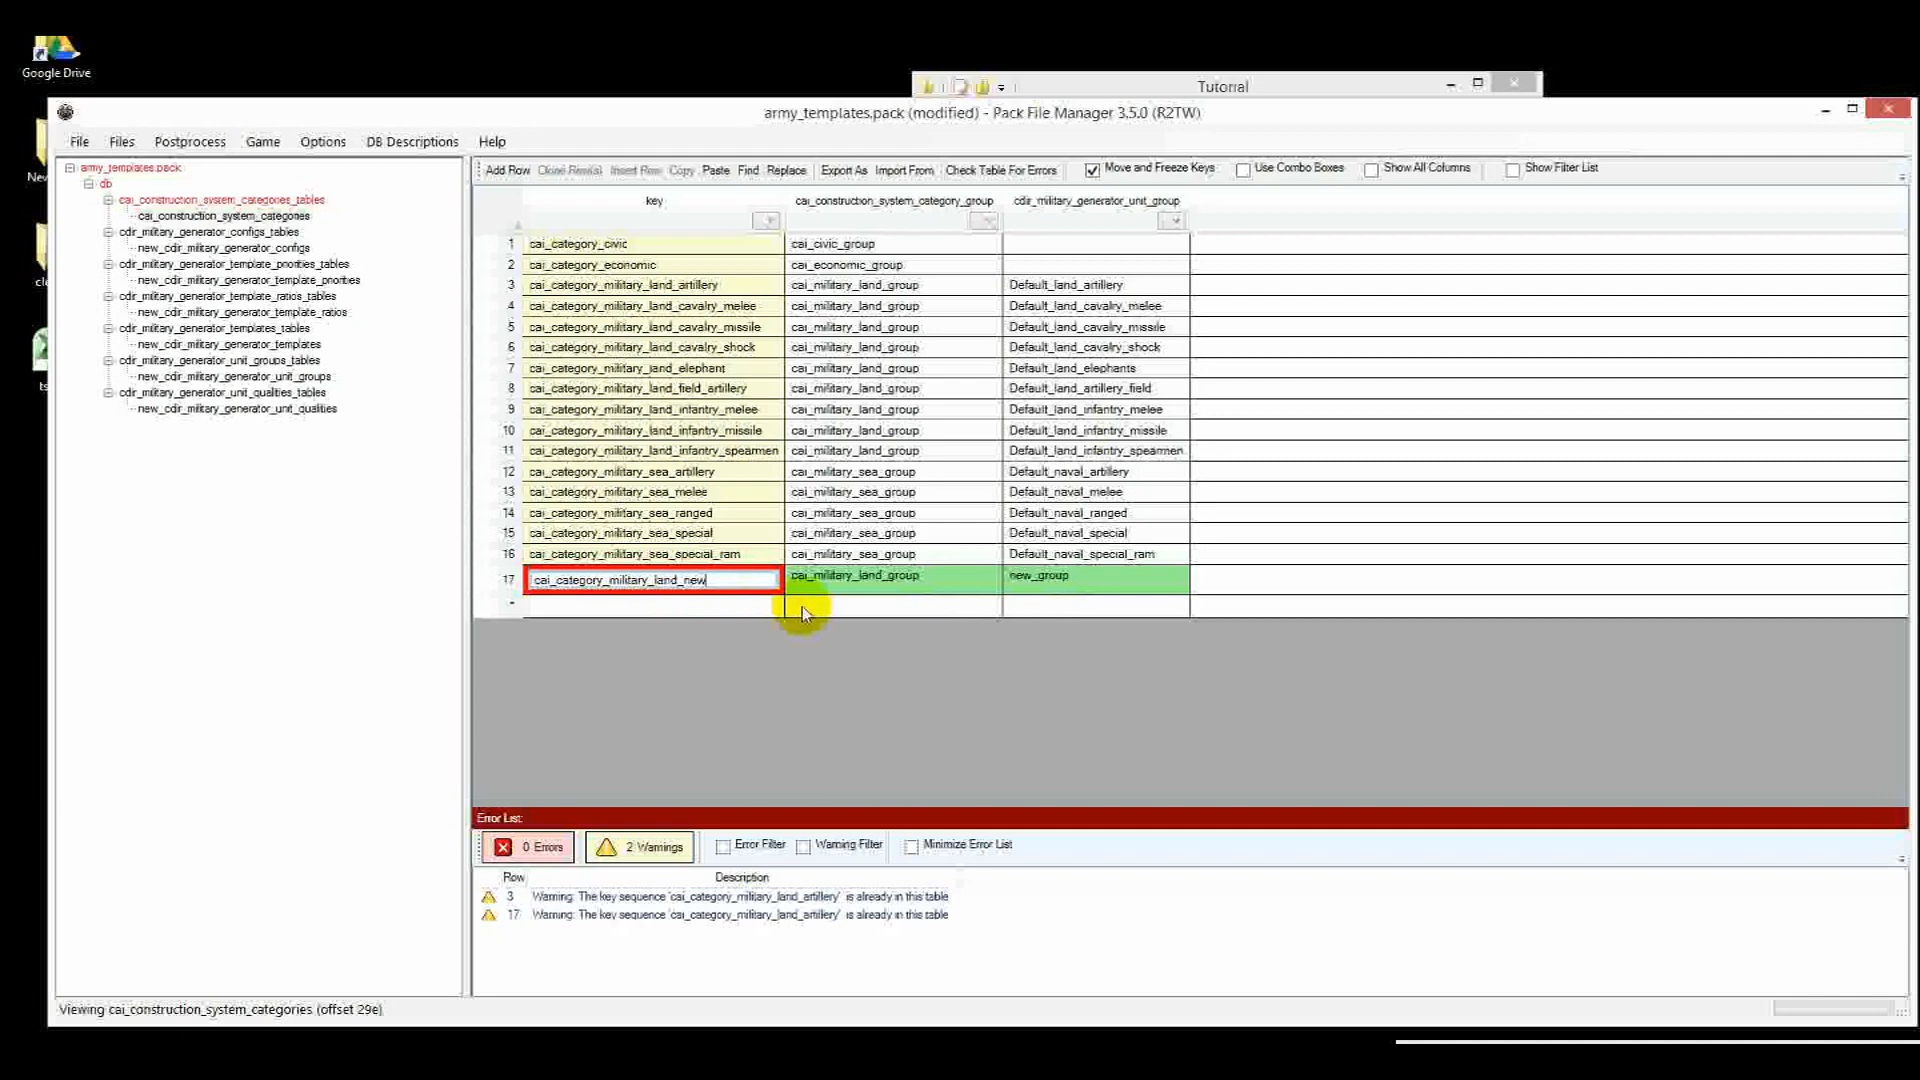 Google Drive
Tutorial
army_templates.pack (modified) - Pack File Manager 3.5.0 (R2TW)
File Files Postprocess Game Options DB Descriptions Help
army_templates.pack
db
cai_construction_system_categories_tables
cai_construction_system_categories
cdir_military_generator_configs_tables
new_cdir_military_generator_configs
cdir_military_generator_template_priorities_tables
new_cdir_military_generator_template_priorities
cdir_military_generator_template_ratios_tables
new_cdir_military_generator_template_ratios
cdir_military_generator_templates_tables
new_cdir_military_generator_templates
cdir_military_generator_unit_groups_tables
new_cdir_military_generator_unit_groups
cdir_military_generator_unit_qualities_tables
new_cdir_military_generator_unit_qualities
Add Row Clone Row(s) Insert Row Copy Paste Find Replace Export As Import From Check Table For Errors Move and Freeze Keys Use Combo Boxes Show All Columns Show Filter List
key cai_construction_system_category_group cdir_military_generator_unit_group
1 cai_category_civic cai_civic_group
2 cai_category_economic cai_economic_group
3 cai_category_military_land_artillery cai_military_land_group Default_land_artillery
4 cai_category_military_land_cavalry_melee cai_military_land_group Default_land_cavalry_melee
5 cai_category_military_land_cavalry_missile cai_military_land_group Default_land_cavalry_missile
6 cai_category_military_land_cavalry_shock cai_military_land_group Default_land_cavalry_shock
7 cai_category_military_land_elephant cai_military_land_group Default_land_elephants
8 cai_category_military_land_field_artillery cai_military_land_group Default_land_artillery_field
9 cai_category_military_land_infantry_melee cai_military_land_group Default_land_infantry_melee
10 cai_category_military_land_infantry_missile cai_military_land_group Default_land_infantry_missile
11 cai_category_military_land_infantry_spearmen cai_military_land_group Default_land_infantry_spearmen
12 cai_category_military_sea_artillery cai_military_sea_group Default_naval_artillery
13 cai_category_military_sea_melee cai_military_sea_group Default_naval_melee
14 cai_category_military_sea_ranged cai_military_sea_group Default_naval_ranged
15 cai_category_military_sea_special cai_military_sea_group Default_naval_special
16 cai_category_military_sea_special_ram cai_military_sea_group Default_naval_special_ram
17 cai_category_military_land_new cai_military_land_group new_group
Error List:
0 Errors 2 Warnings Error Filter Warning Filter Minimize Error List
Row Description
3 Warning: The key sequence 'cai_category_military_land_artillery' is already in this table
17 Warning: The key sequence 'cai_category_military_land_artillery' is already in this table
Viewing cai_construction_system_categories (offset 29e)